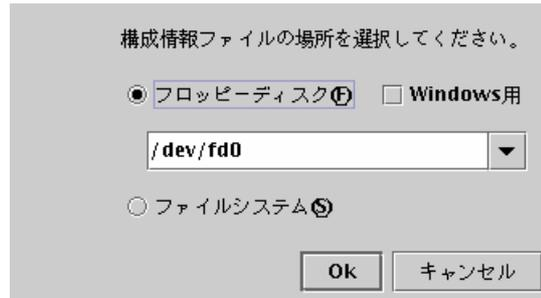 構成情報ファイルの場所を選択してください。
フロッピーディスク(F) Windows用
/dev/fd0
ファイルシステム(S)
Ok キャンセル